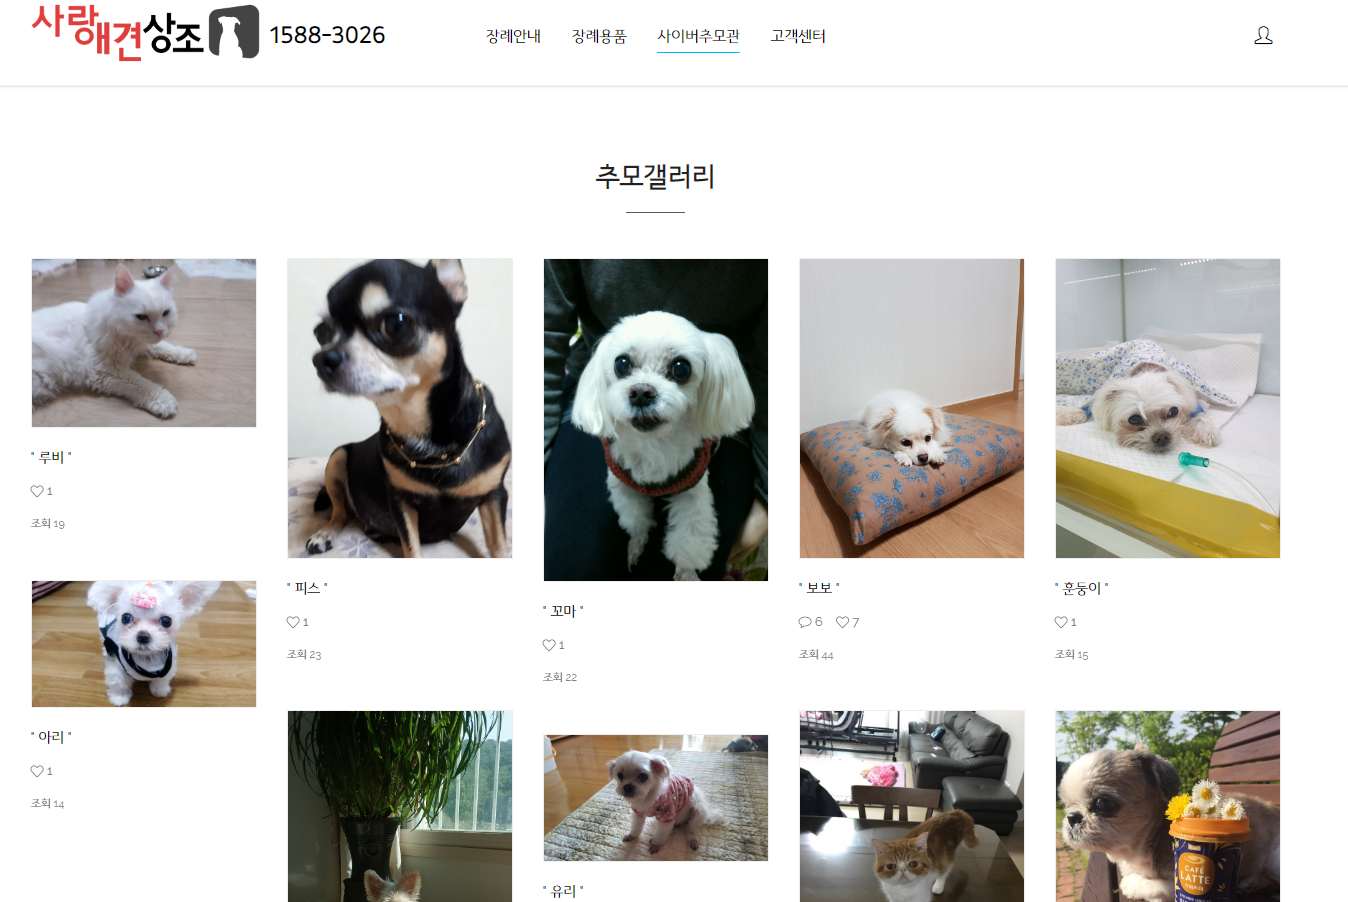 사랑애견상조 1588-3026
장례안내 장례용품 사이버추모관 고객센터
추모갤러리
" 루비 "
1
조회 19
" 피스 "
1
조회 23
" 꼬마 "
1
조회 22
" 보보 "
6 7
조회 44
" 훈둥이 "
1
조회 15
" 아리 "
1
조회 14
" 유리 "
CAFÉ
LATTE